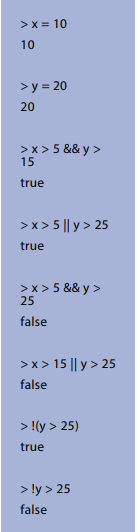 > x = 10
10
> y = 20
20
> x > 5 && y >
15
true
> x > 5 || y > 25
true
> x > 5 && y >
25
false
> x > 15 || y > 25
false
> !(y > 25)
true
> !y > 25
false